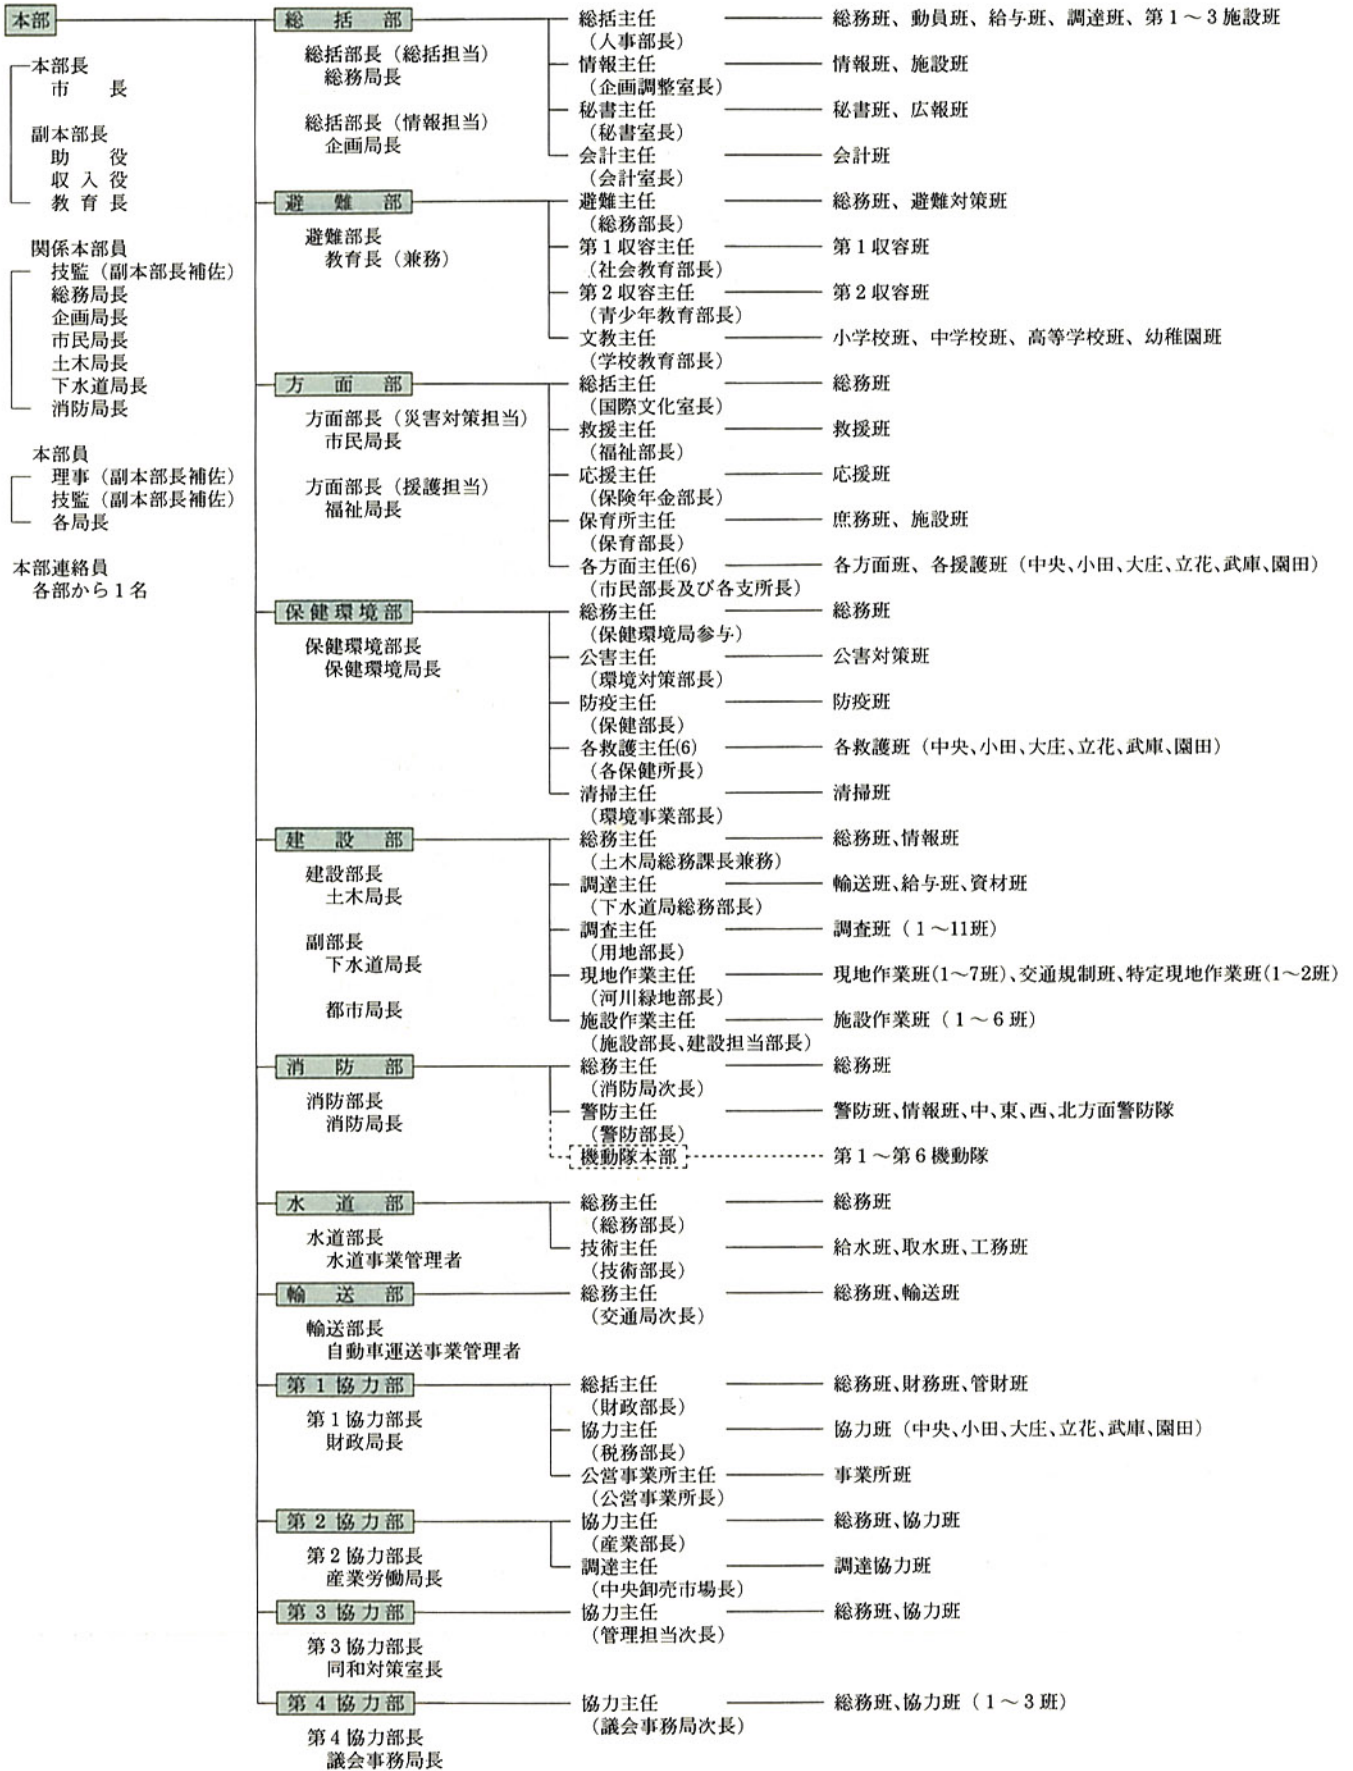 本部
本部長
市　　長
副本部長
助　　役
収 入 役
教 育 長
関係本部員
技監（副本部長補佐）
総務局長
企画局長
市民局長
土木局長
下水道局長
消防局長
本部員
理事（副本部長補佐）
技監（副本部長補佐）
各局長
本部連絡員
各部から1名
総　括　部
総括部長（総括担当）
総務局長
総括部長（情報担当）
企画局長
総括主任　総務班、動員班、給与班、調達班、第1～3施設班
（人事部長）
情報主任　情報班、施設班
（企画調整室長）
秘書主任　秘書班、広報班
（秘書室長）
会計主任　会計班
（会計室長）
避　難　部
避難部長
教育長（兼務）
避難主任　総務班、避難対策班
（総務部長）
第1収容主任　第1収容班
（社会教育部長）
第2収容主任　第2収容班
（青少年教育部長）
文教主任　小学校班、中学校班、高等学校班、幼稚園班
（学校教育部長）
方　面　部
方面部長（災害対策担当）
市民局長
方面部長（援護担当）
福祉局長
総括主任　総務班
（国際文化室長）
救援主任　救援班
（福祉部長）
応援主任　応援班
（保険年金部長）
保育所主任　庶務班、施設班
（保育部長）
各方面主任(6)　各方面班、各援護班（中央、小田、大庄、立花、武庫、園田）
（市民部長及び各支所長）
保健環境部
保健環境部長
保健環境局長
総務主任　総務班
（保健環境局参与）
公害主任　公害対策班
（環境対策部長）
防疫主任　防疫班
（保健部長）
各救護主任(6)　各救護班（中央、小田、大庄、立花、武庫、園田）
（各保健所長）
清掃主任　清掃班
（環境事業部長）
建　設　部
建設部長
土木局長
副部長
下水道局長
都市局長
総務主任　総務班、情報班
（土木局総務課長兼務）
調達主任　輸送班、給与班、資材班
（下水道局総務部長）
調査主任　調査班（1～11班）
（用地部長）
現地作業主任　現地作業班(1～7班)、交通規制班、特定現地作業班(1～2班)
（河川緑地部長）
施設作業主任　施設作業班（1～6班）
（施設部長、建設担当部長）
消　防　部
消防部長
消防局長
総務主任　総務班
（消防局次長）
警防主任　警防班、情報班、中、東、西、北方面警防隊
（警防部長）
機動隊本部　第1～第6機動隊
水　道　部
水道部長
水道事業管理者
総務主任　総務班
（総務部長）
技術主任　給水班、取水班、工務班
（技術部長）
輸　送　部
輸送部長
自動車運送事業管理者
総務主任　総務班、輸送班
（交通局次長）
第1協力部
第1協力部長
財政局長
総括主任　総務班、財務班、管財班
（財政部長）
協力主任　協力班（中央、小田、大庄、立花、武庫、園田）
（税務部長）
公営事業所主任　事業所班
（公営事業所長）
第2協力部
第2協力部長
産業労働局長
協力主任　総務班、協力班
（産業部長）
調達主任　調達協力班
（中央卸売市場長）
第3協力部
第3協力部長
同和対策室長
協力主任　総務班、協力班
（管理担当次長）
第4協力部
第4協力部長
議会事務局長
協力主任　総務班、協力班（1～3班）
（議会事務局次長）